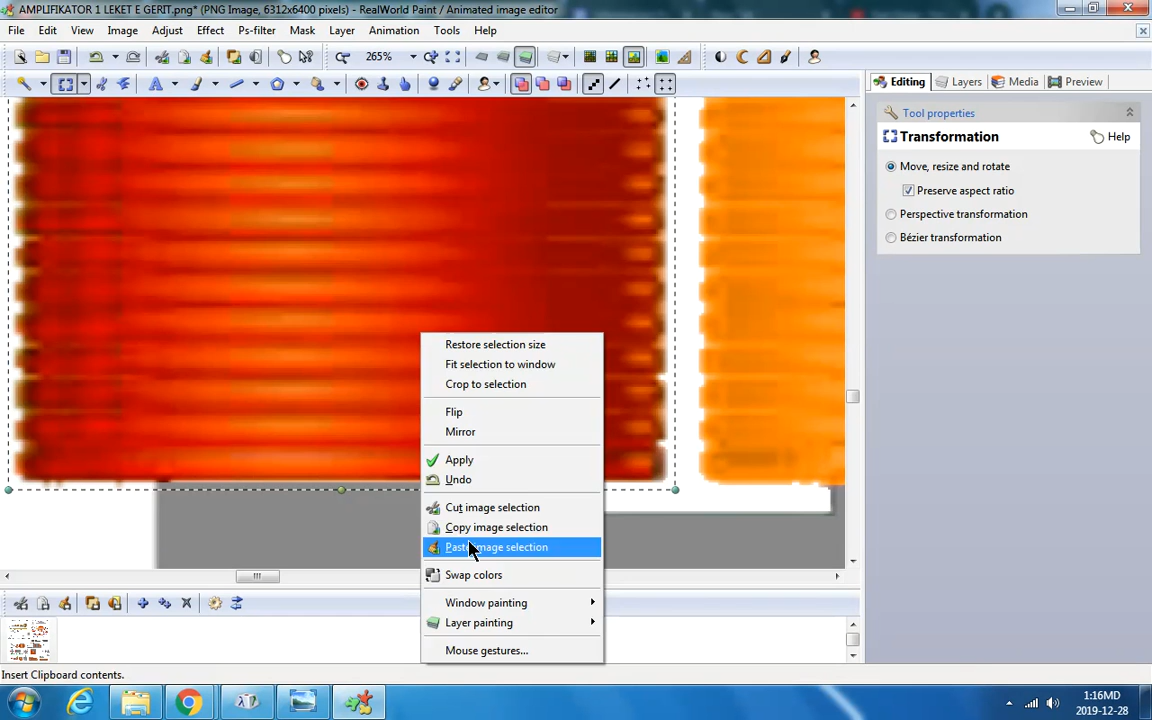 AMPLIFIKATOR 1 LEKET E GERIT.png* (PNG Image, 6312x6400 pixels) - RealWorld Paint / Animated image editor
File Edit View Image Adjust Effect Ps-filter Mask Layer Animation Tools Help
265%
Editing Layers Media Preview
Tool properties
Transformation Help
Move, resize and rotate
Preserve aspect ratio
Perspective transformation
Bézier transformation
Restore selection size
Fit selection to window
Crop to selection
Flip
Mirror
Apply
Undo
Cut image selection
Copy image selection
Paste image selection
Swap colors
Window painting
Layer painting
Mouse gestures...
Insert Clipboard contents.
1:16MD
2019-12-28